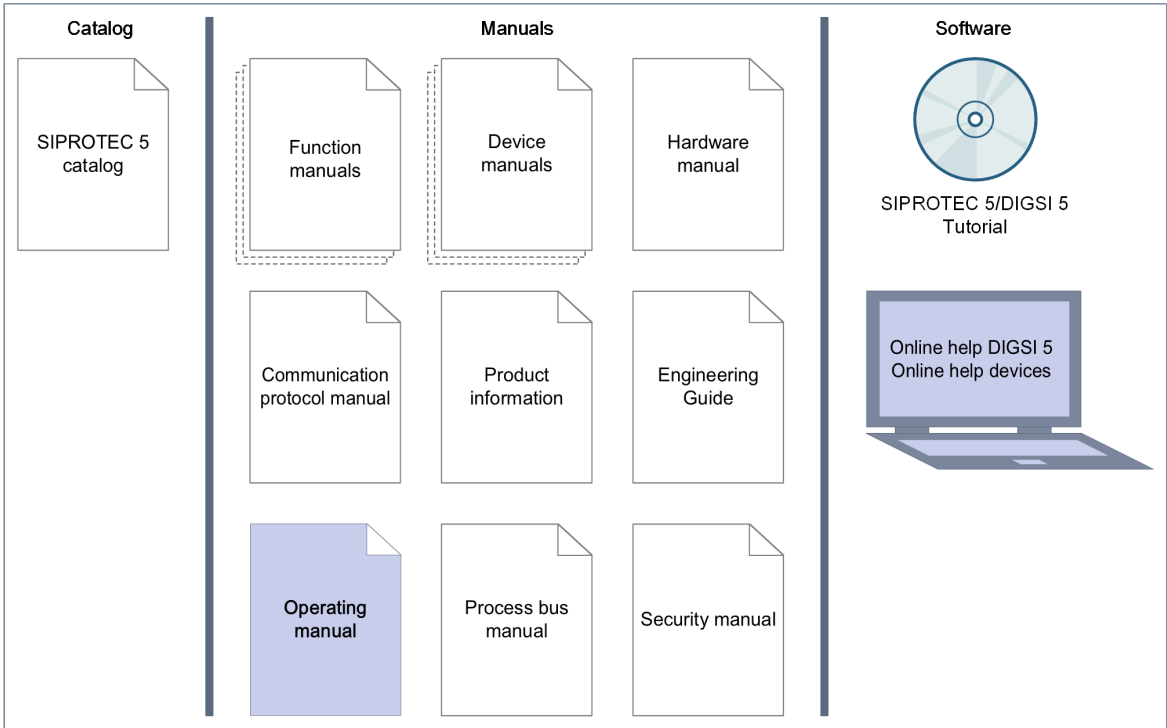 Catalog
Manuals
Software
SIPROTEC 5
catalog
Function
manuals
Device
manuals
Hardware
manual
SIPROTEC 5/DIGSI 5
Tutorial
Communication
protocol manual
Product
information
Engineering
Guide
Online help DIGSI 5
Online help devices
Operating
manual
Process bus
manual
Security manual